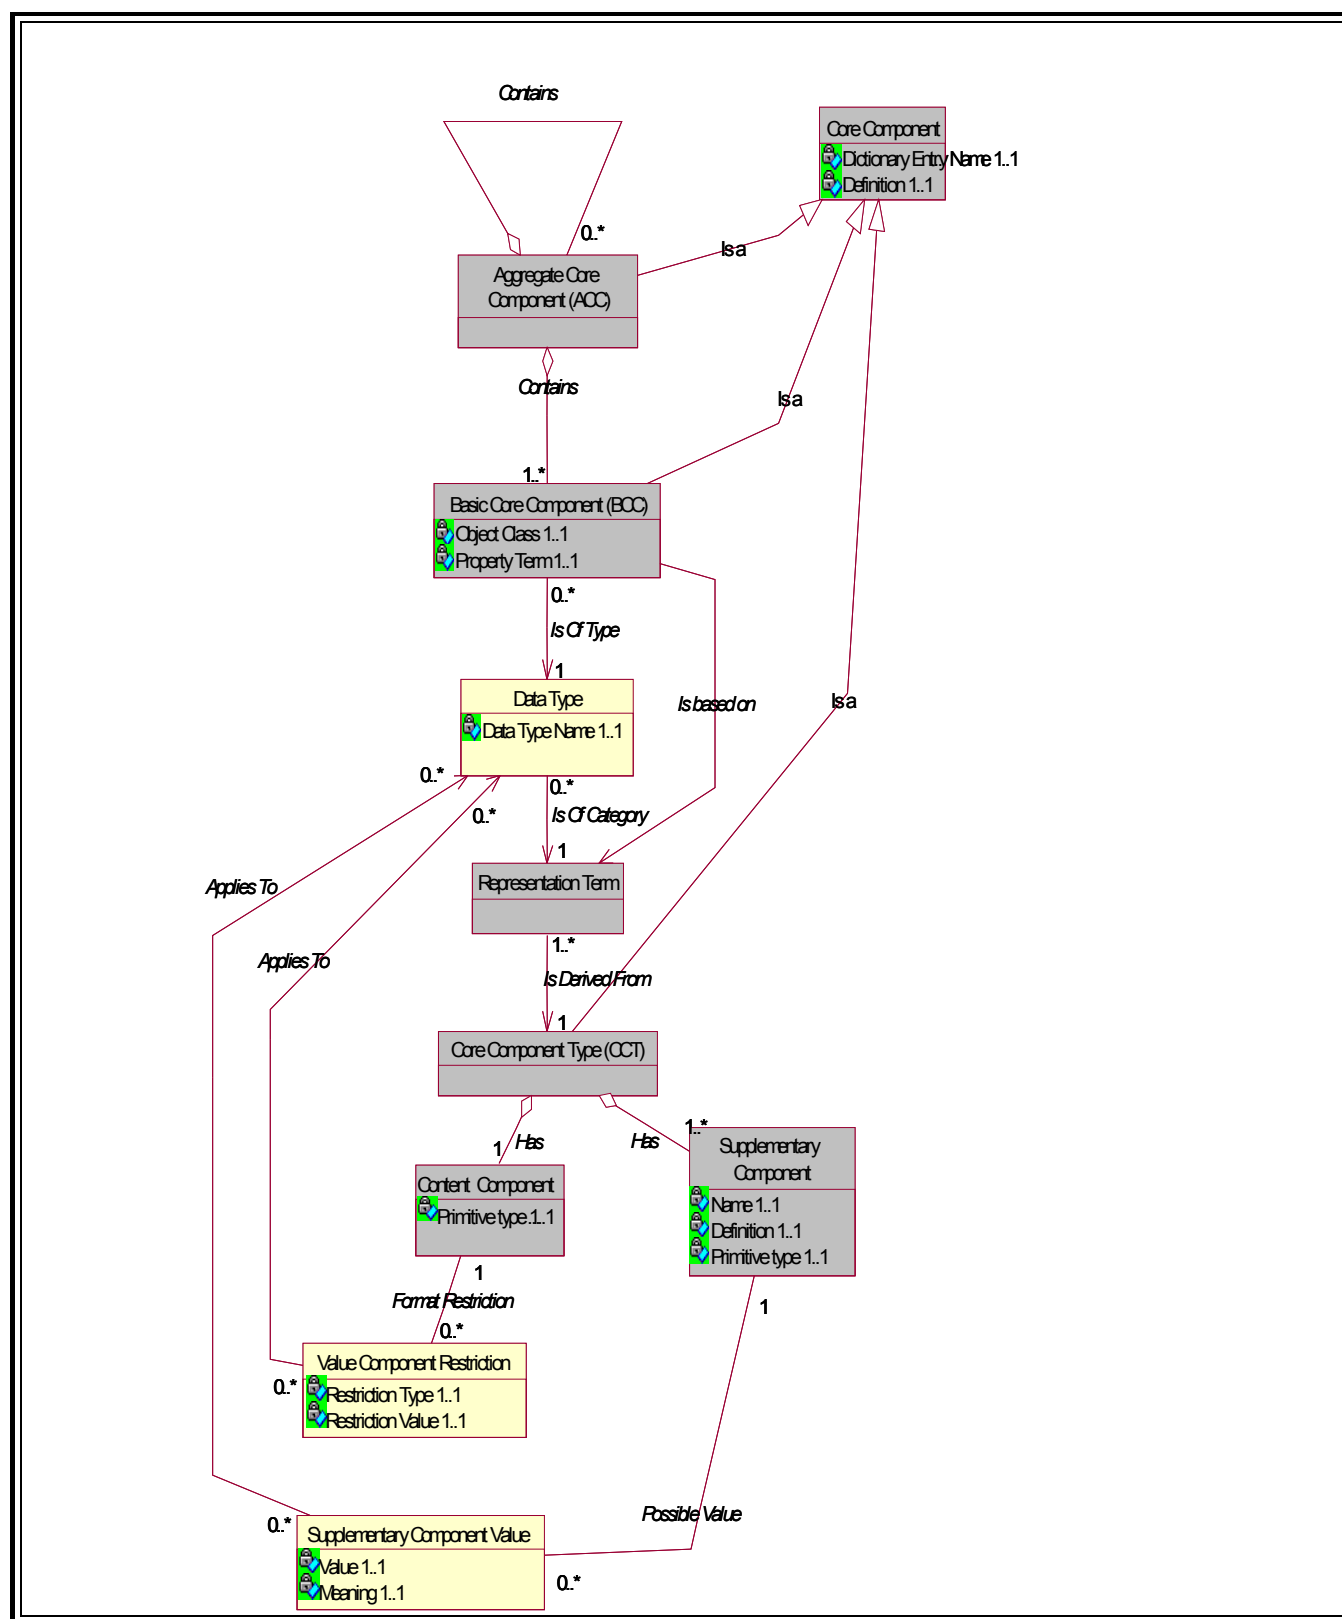 Contains
Core Component
Dictionary Entry Name 1..1
Definition 1..1
0..*
Is a
Aggregate Core
Component (ACC)
Contains
Is a
1..*
Basic Core Component (BCC)
Object Class 1..1
Property Term 1..1
0..*
Is Of Type
1
Data Type
Data Type Name 1..1
Is based on
Is a
0..*
0..*
0..*
Is Of Category
1
Representation Term
Applies To
1..*
Applies To
Is Derived From
1
Core Component Type (CCT)
1..*
Has
Has
1
Supplementary
Component
Name 1..1
Definition 1..1
Primitive type 1..1
Content Component
Primitive type.1..1
1
Format Restriction
1
0..*
Value Component Restriction
0..*
Restriction Type 1..1
Restriction Value 1..1
Possible Value
0..*
Supplementary Component Value
Value 1..1
Meaning 1..1
0..*